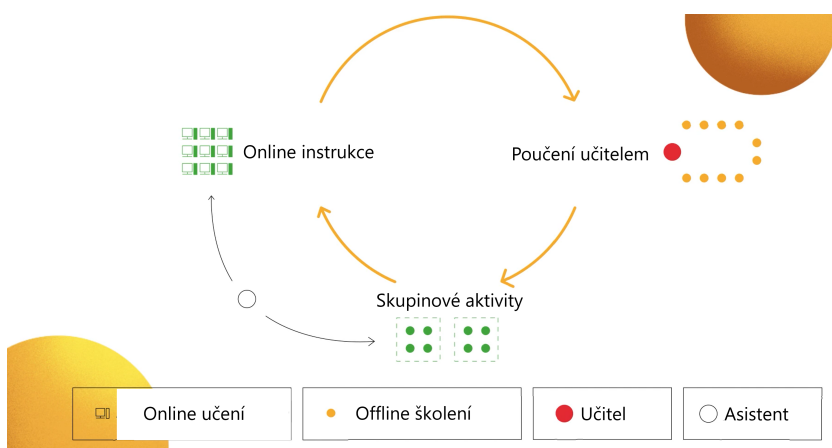 Online instrukce
Poučení učitelem
Skupinové aktivity
Online učení
Offline školení
Učitel
Asistent